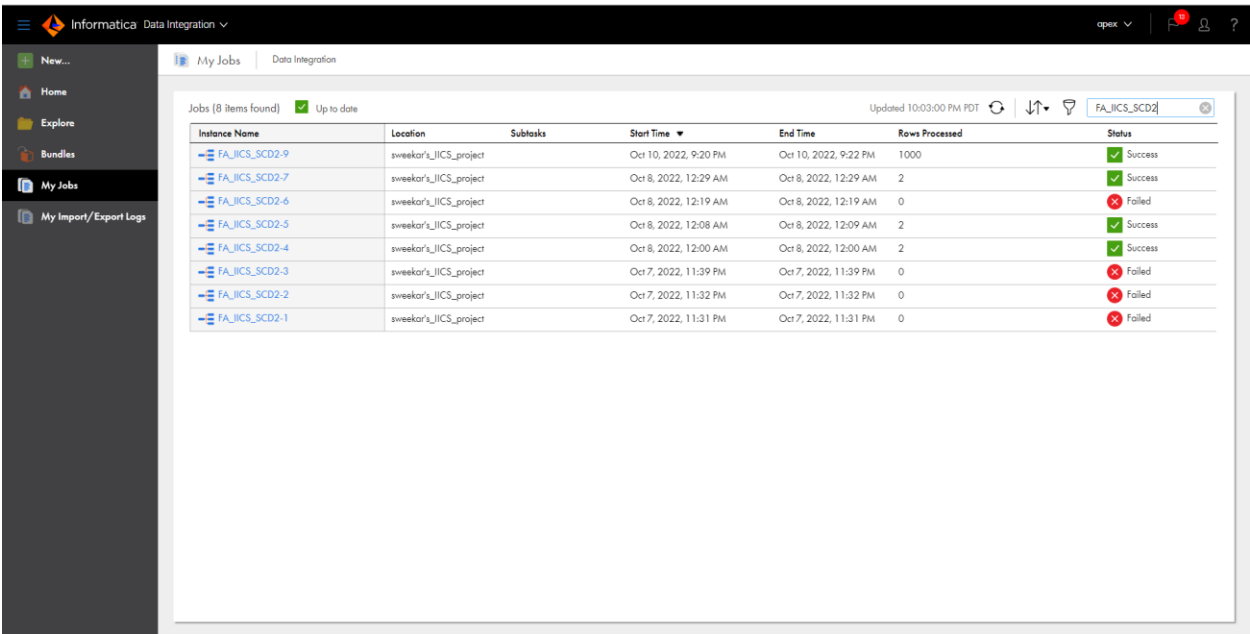 Informatica Data Integration
apex
?
New...
Home
Explore
Bundles
My Jobs
My Import/Export Logs
My Jobs Data Integration
Jobs (8 items found) Up to date Updated 10:03:00 PM PDT FA_IICS_SCD2
Instance Name Location Subtasks Start Time End Time Rows Processed Status
FA_IICS_SCD2-9 sweekar's_IICS_project Oct 10, 2022, 9:20 PM Oct 10, 2022, 9:22 PM 1000 Success
FA_IICS_SCD2-7 sweekar's_IICS_project Oct 8, 2022, 12:29 AM Oct 8, 2022, 12:29 AM 2 Success
FA_IICS_SCD2-6 sweekar's_IICS_project Oct 8, 2022, 12:19 AM Oct 8, 2022, 12:19 AM 0 Failed
FA_IICS_SCD2-5 sweekar's_IICS_project Oct 8, 2022, 12:08 AM Oct 8, 2022, 12:09 AM 2 Success
FA_IICS_SCD2-4 sweekar's_IICS_project Oct 8, 2022, 12:00 AM Oct 8, 2022, 12:00 AM 2 Success
FA_IICS_SCD2-3 sweekar's_IICS_project Oct 7, 2022, 11:39 PM Oct 7, 2022, 11:39 PM 0 Failed
FA_IICS_SCD2-2 sweekar's_IICS_project Oct 7, 2022, 11:32 PM Oct 7, 2022, 11:32 PM 0 Failed
FA_IICS_SCD2-1 sweekar's_IICS_project Oct 7, 2022, 11:31 PM Oct 7, 2022, 11:31 PM 0 Failed